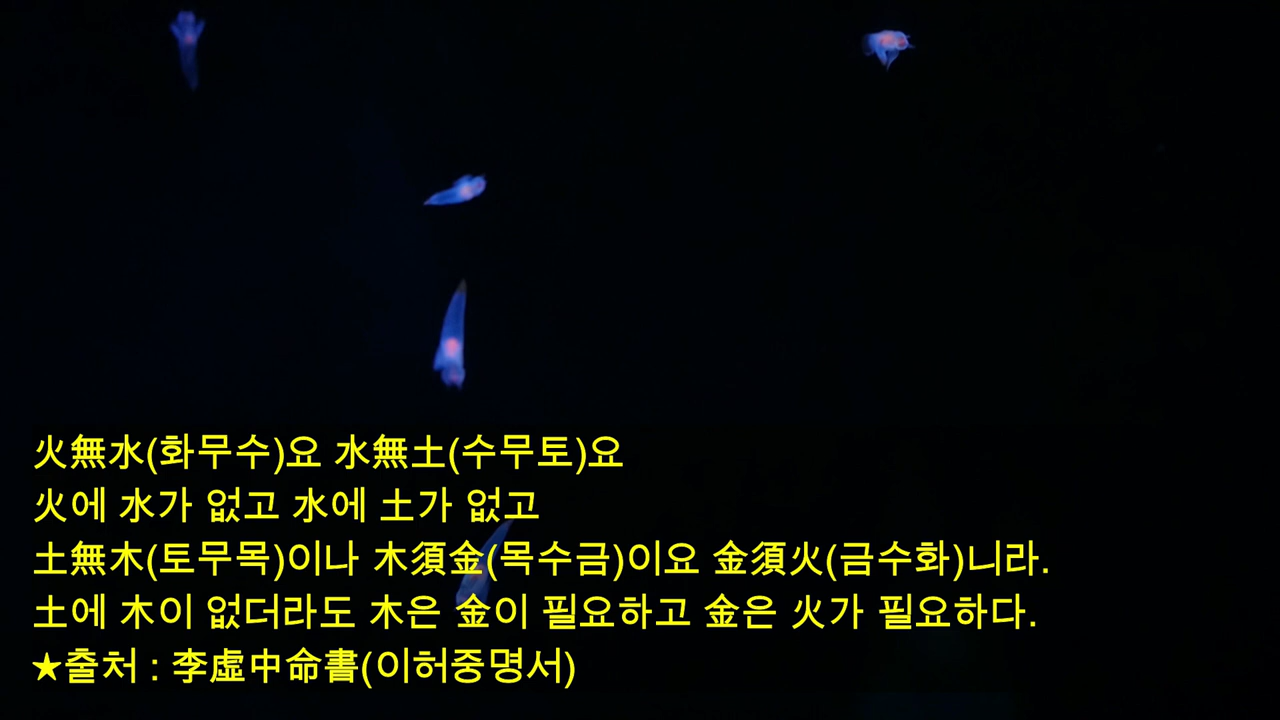 火無水(화무수)요 水無土(수무토)요
火에 水가 없고 水에 土가 없고
土無木(토무목)이나 木須金(목수금)이요 金須火(금수화)니라.
土에 木이 없더라도 木은 金이 필요하고 金은 火가 필요하다.
★출처 : 李虛中命書(이허중명서)